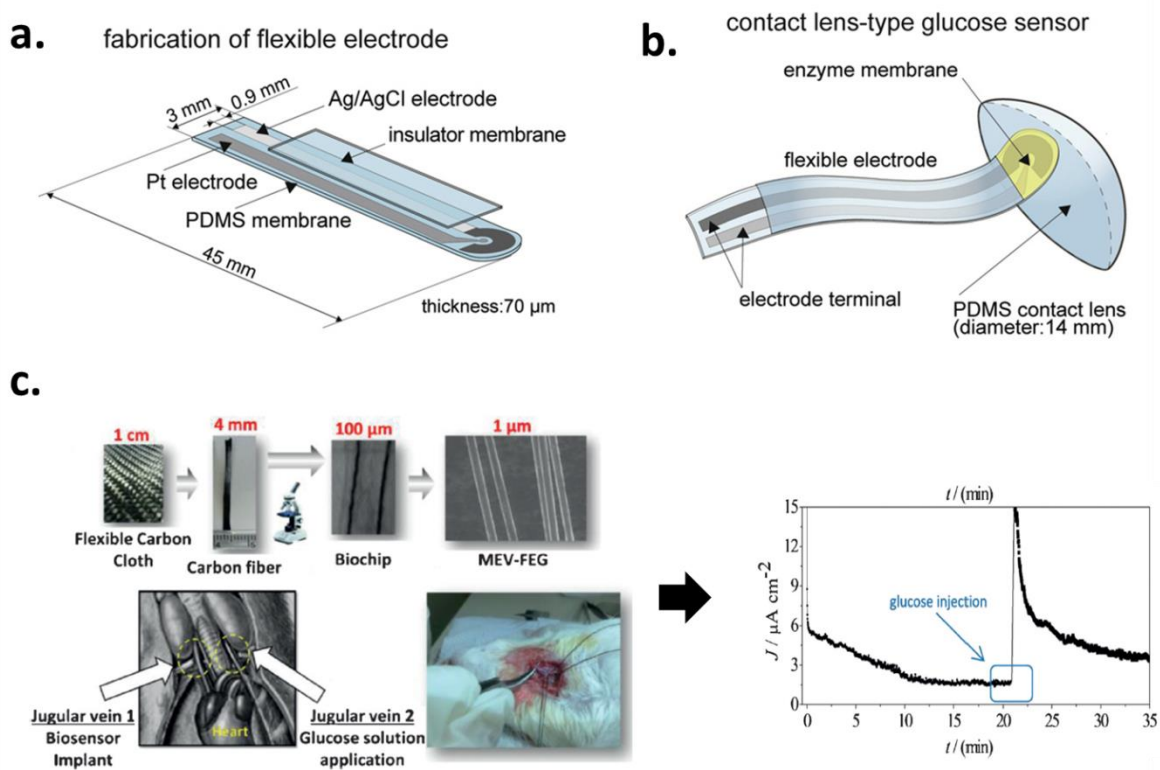 a.
fabrication of flexible electrode
3 mm
0.9 mm
Ag/AgCl electrode
insulator membrane
Pt electrode
PDMS membrane
45 mm
thickness:70 μm
b.
contact lens-type glucose sensor
enzyme membrane
flexible electrode
electrode terminal
PDMS contact lens
(diameter:14 mm)
c.
1 cm
4 mm
100 μm
1 μm
Flexible Carbon
Cloth
Carbon fiber
Biochip
MEV-FEG
Jugular vein 1
Biosensor
Implant
Heart
Jugular vein 2
Glucose solution
application
t/(min)
J / μA cm-2
15
12
9
6
3
0
glucose injection
0 5 10 15 20 25 30 35
t/(min)